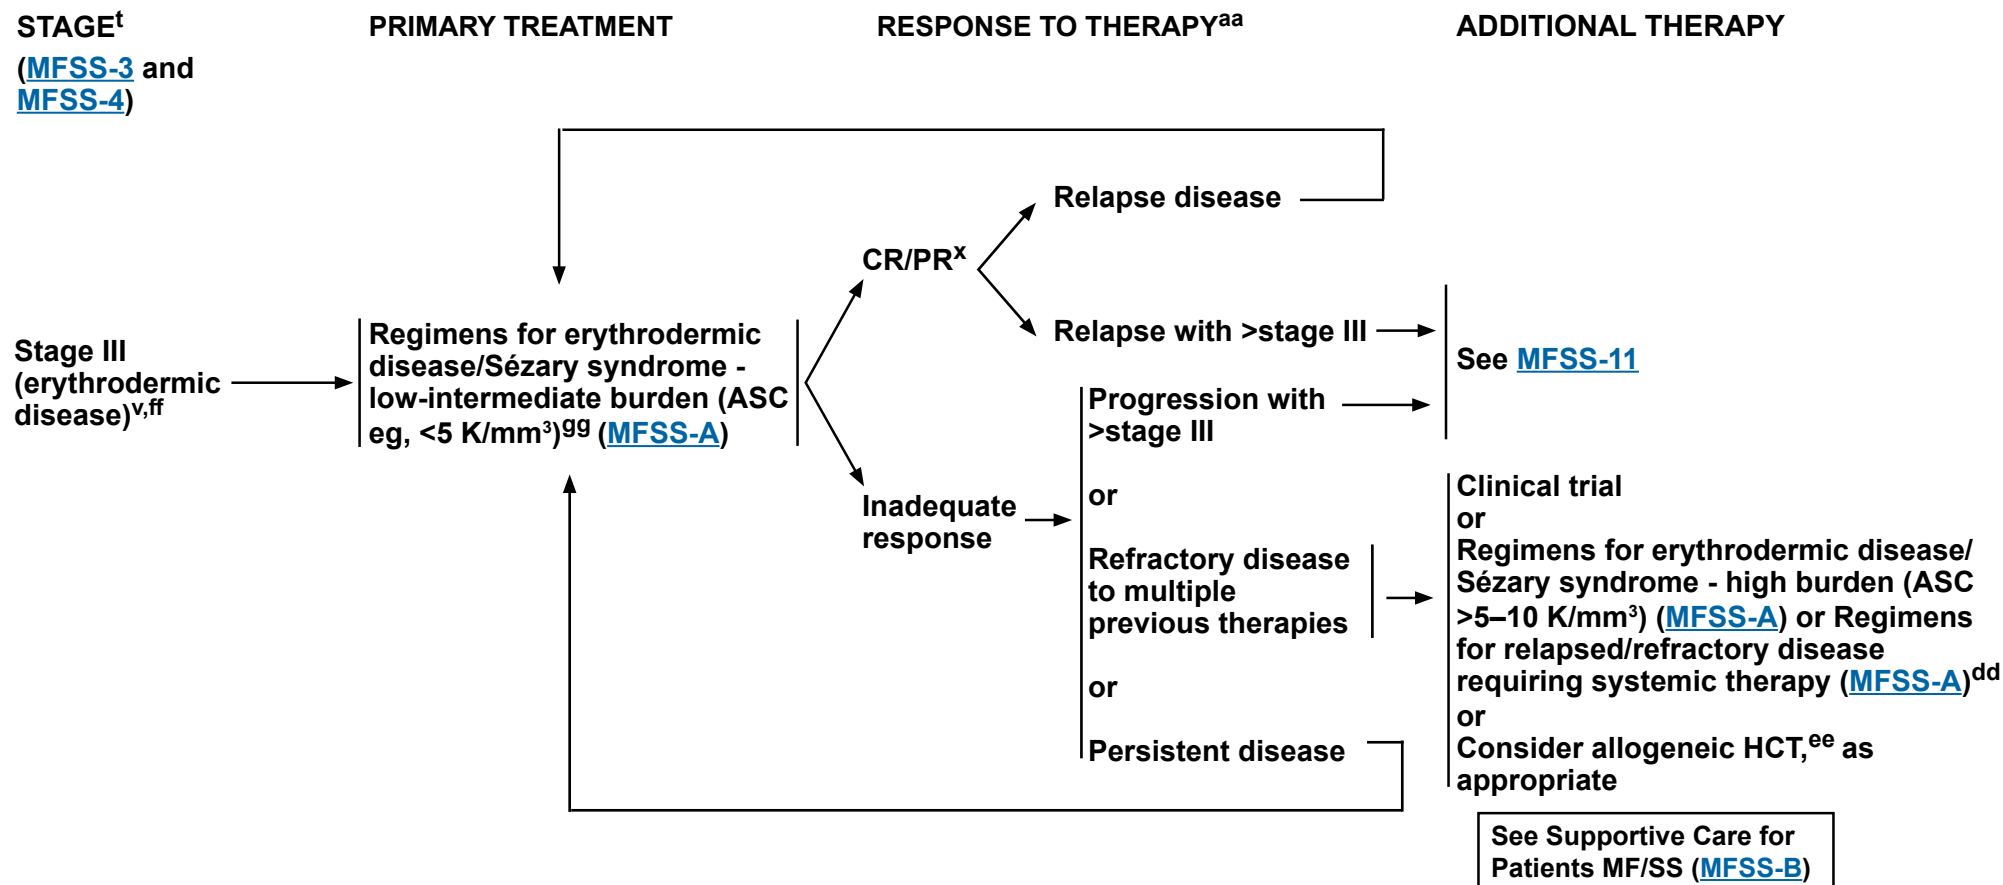 STAGEᵗ
(MFSS-3 and
MFSS-4)
PRIMARY TREATMENT
RESPONSE TO THERAPYᵃᵃ
ADDITIONAL THERAPY
Stage III
(erythrodermic
disease)ᵛ,ᶠᶠ
Regimens for erythrodermic
disease/Sézary syndrome -
low-intermediate burden (ASC
eg, <5 K/mm³)ᵍᵍ (MFSS-A)
CR/PRˣ
Relapse disease
Relapse with >stage III
Inadequate
response
Progression with
>stage III
or
Refractory disease
to multiple
previous therapies
or
Persistent disease
See MFSS-11
Clinical trial
or
Regimens for erythrodermic disease/
Sézary syndrome - high burden (ASC
>5–10 K/mm³) (MFSS-A) or Regimens
for relapsed/refractory disease
requiring systemic therapy (MFSS-A)ᵈᵈ
or
Consider allogeneic HCT,ᵉᵉ as
appropriate
See Supportive Care for
Patients MF/SS (MFSS-B)